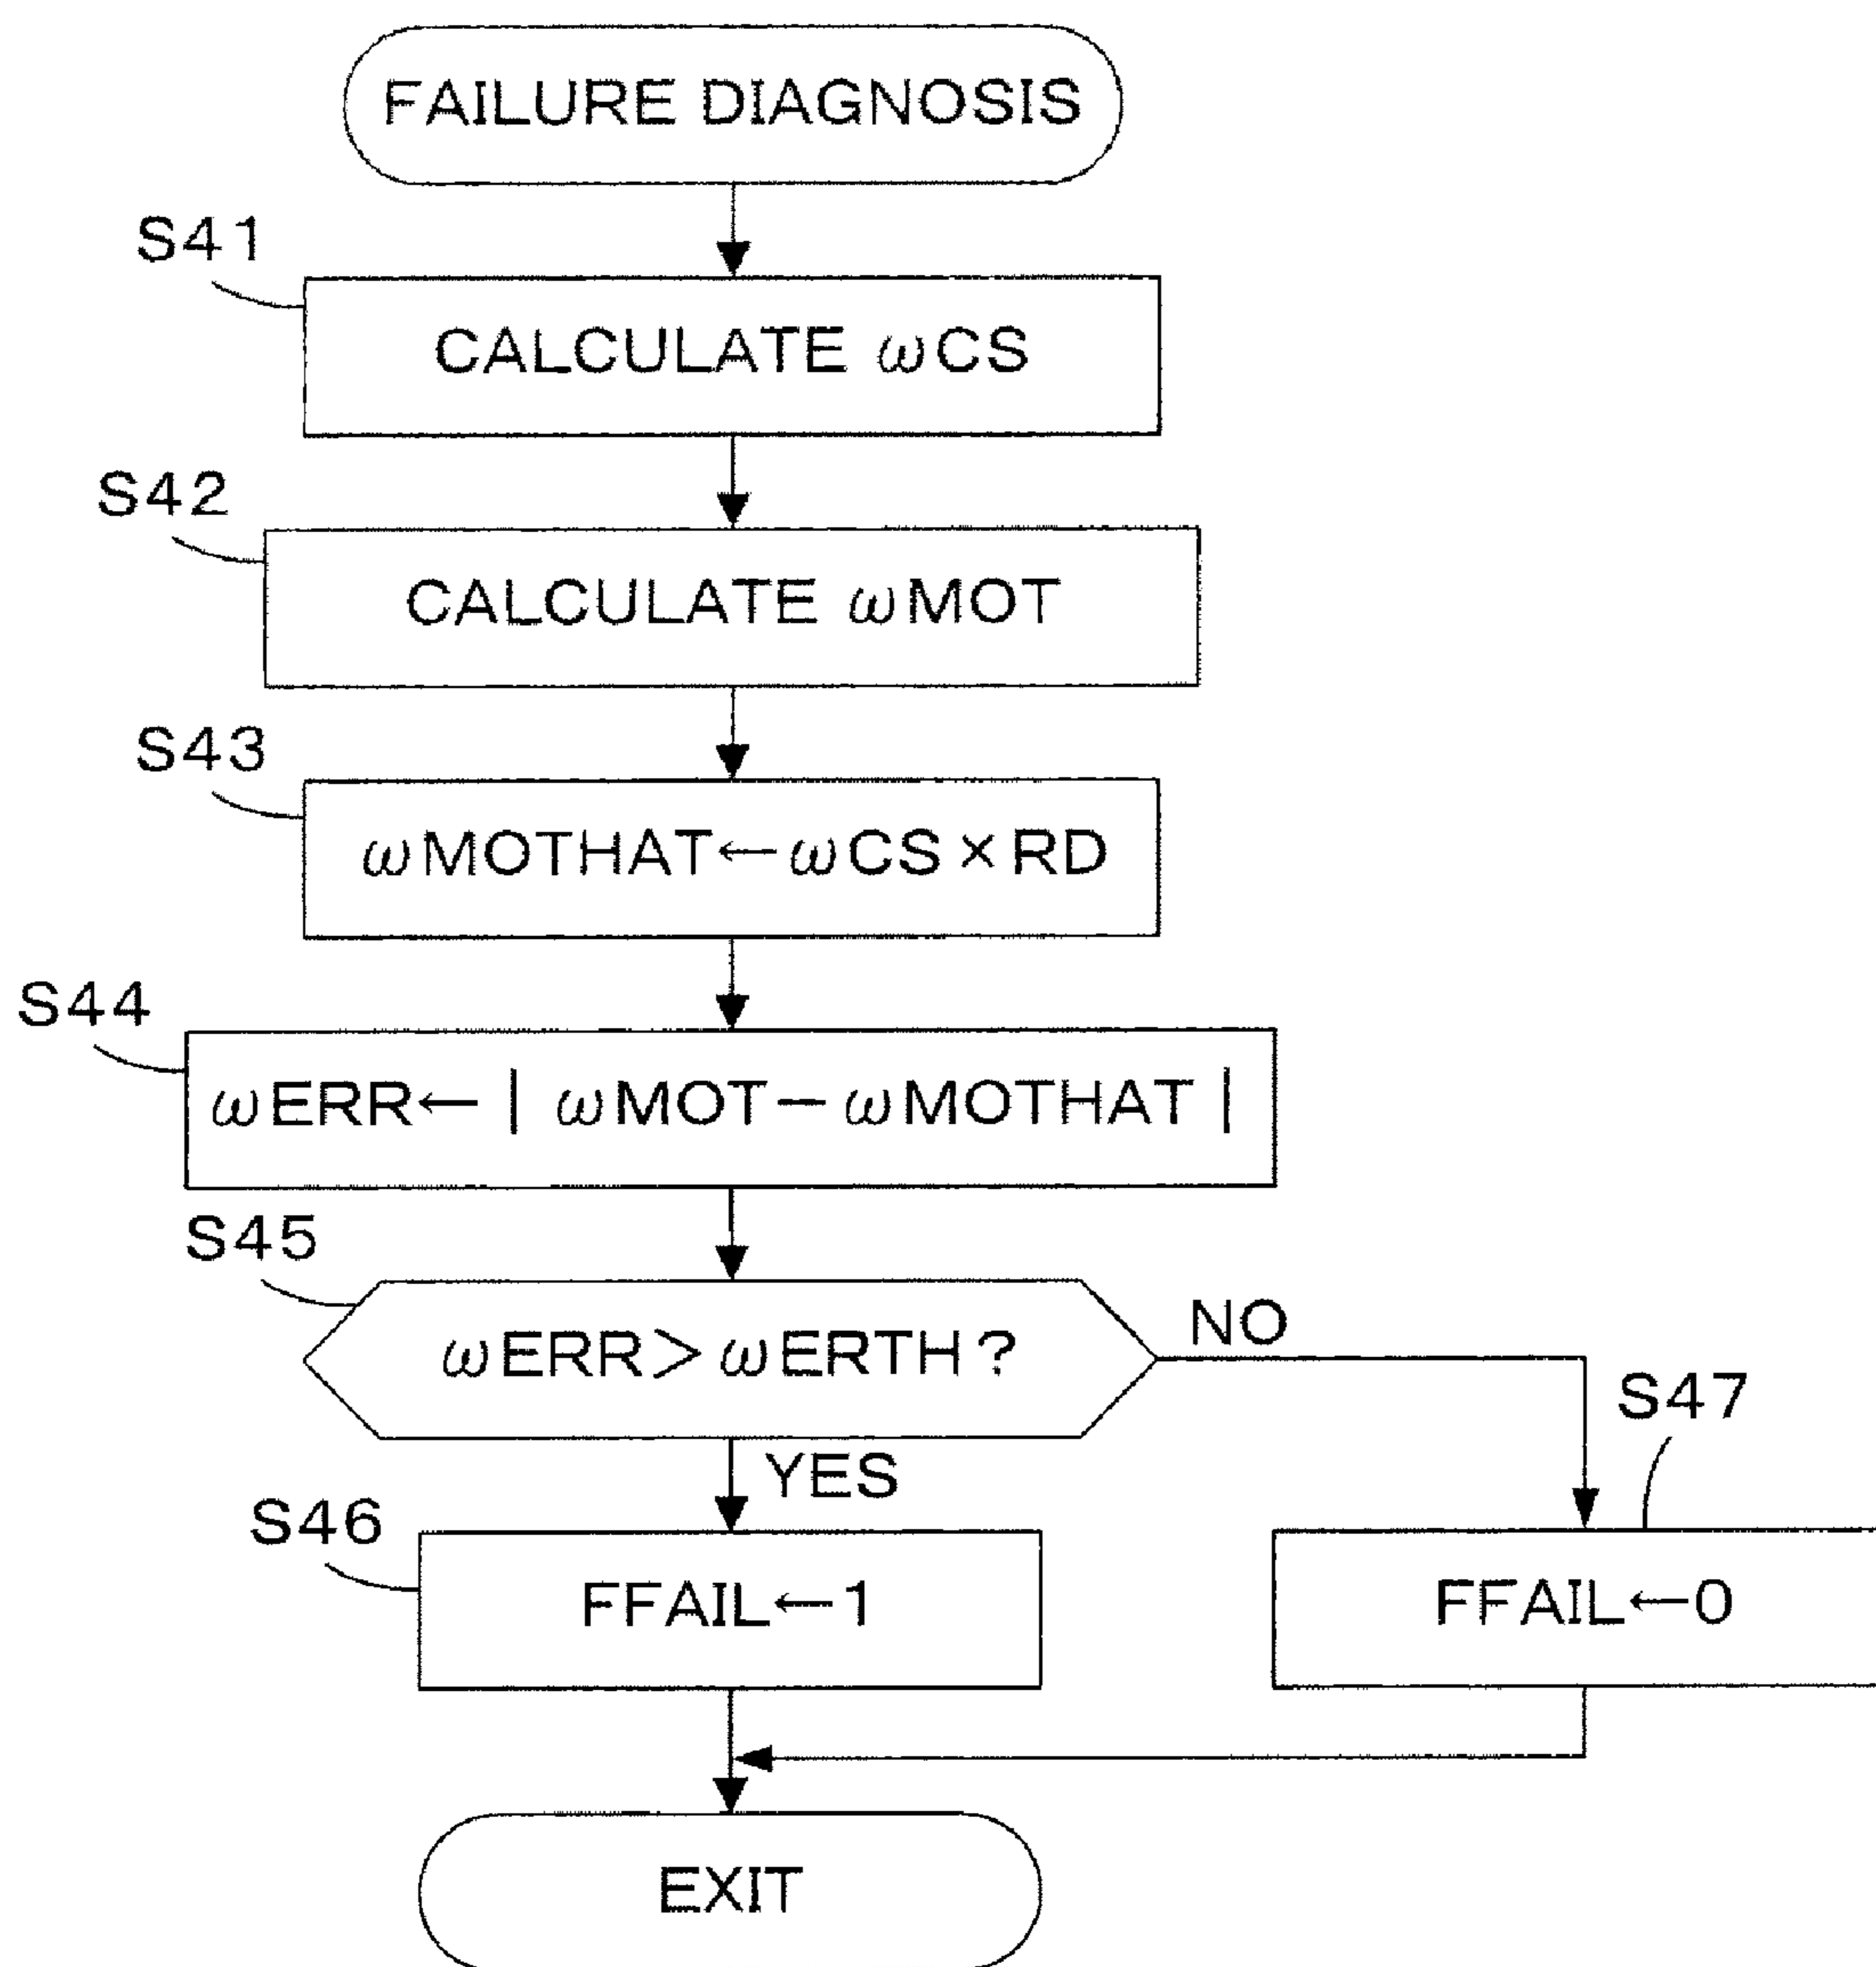 FAILURE DIAGNOSIS
S41
CALCULATE ωCS
S42
CALCULATE ωMOT
S43
ωMOTHAT←ωCS×RD
S44
ωERR←|ωMOT−ωMOTHAT|
S45
ωERR>ωERTH?
NO
YES
S46
FFAIL←1
S47
FFAIL←0
EXIT